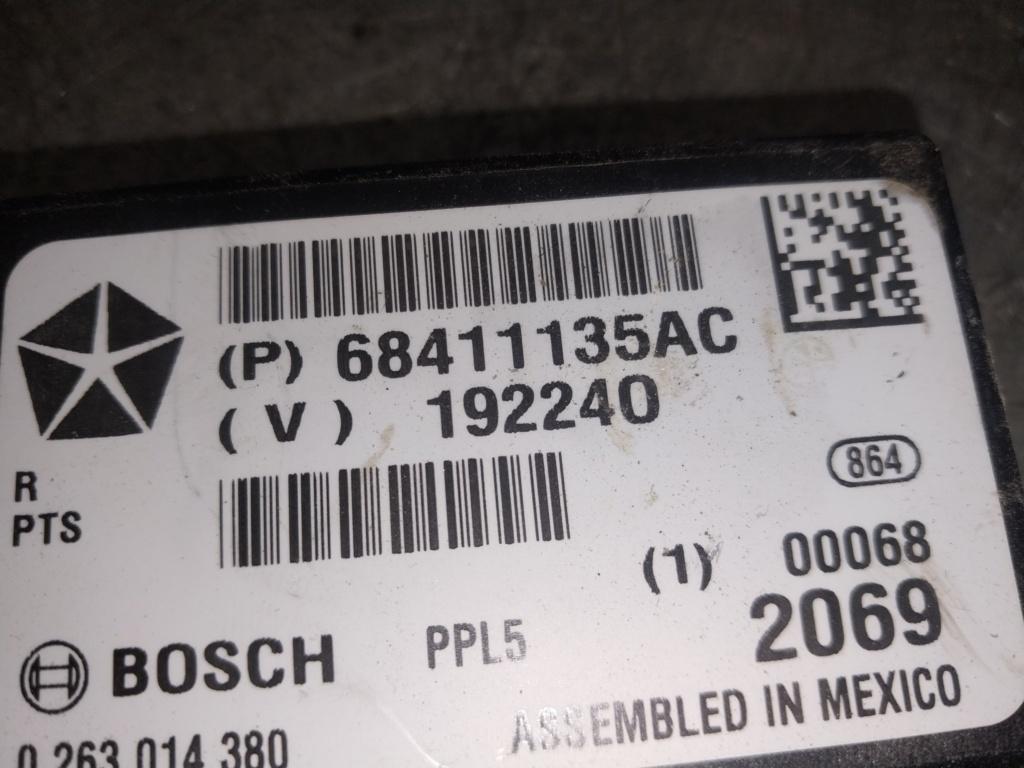 (P) 68411135AC
(V) 192240
864
R
PTS
(1) 00068
2069
BOSCH PPL5
ASSEMBLED IN MEXICO
0 263 014 380